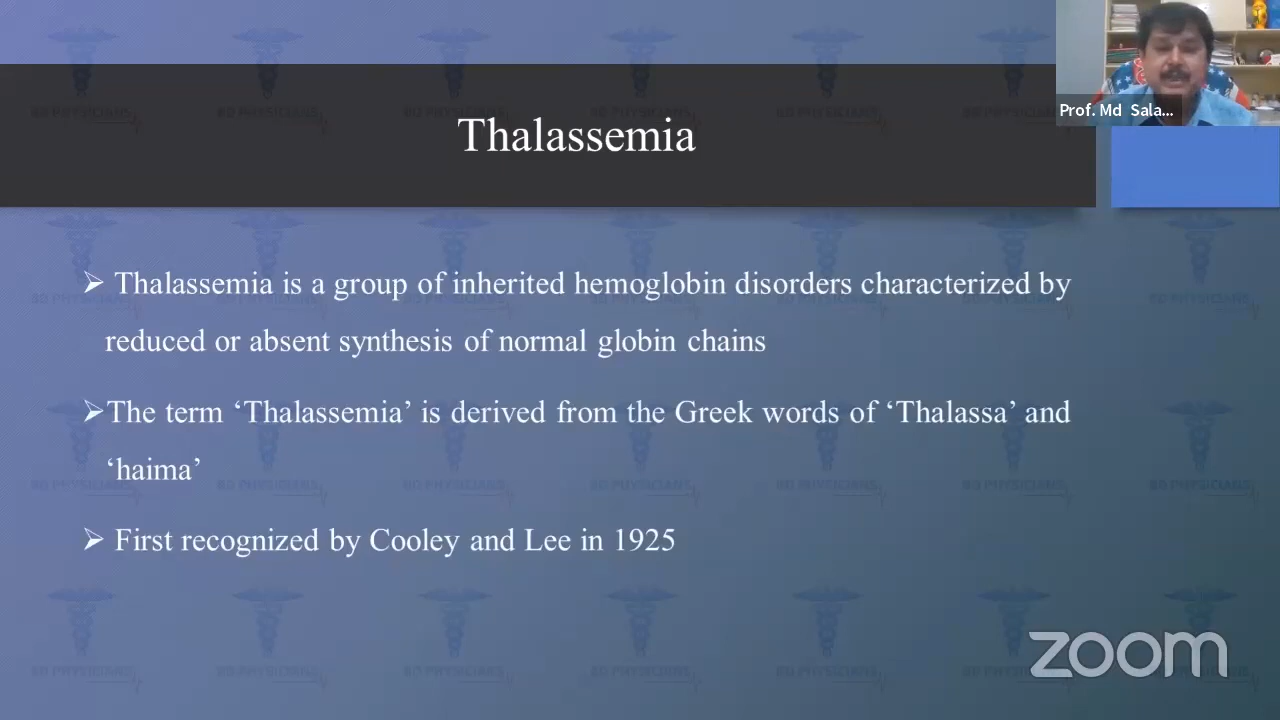 Prof. Md Sala...
Thalassemia
➢ Thalassemia is a group of inherited hemoglobin disorders characterized by
reduced or absent synthesis of normal globin chains
➢The term ‘Thalassemia’ is derived from the Greek words of ‘Thalassa’ and
‘haima’
➢ First recognized by Cooley and Lee in 1925
BD PHYSICIANS
zoom